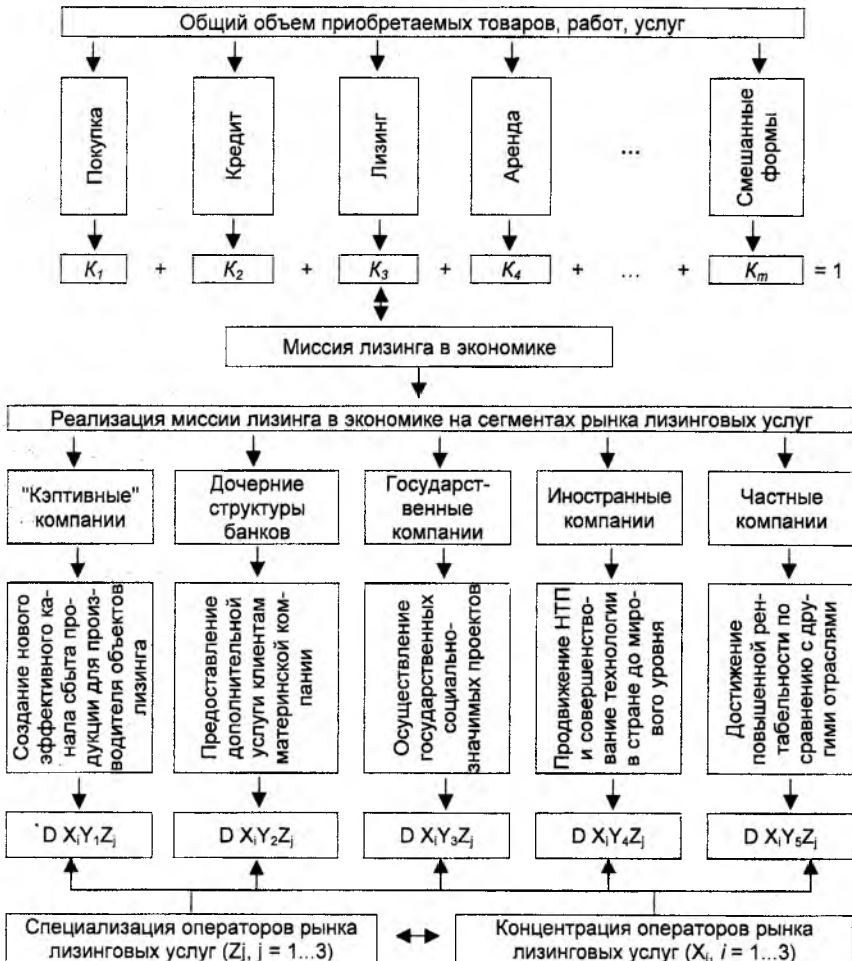 Общий объем приобретаемых товаров, работ, услуг
Покупка
Кредит
Лизинг
Аренда
...
Смешанные
формы
K₁ + K₂ + K₃ + K₄ + ... + Kₘ = 1
Миссия лизинга в экономике
Реализация миссии лизинга в экономике на сегментах рынка лизинговых услуг
"Кэптивные"
компании
Дочерние
структуры
банков
Государст-
венные
компании
Иностранные
компании
Частные
компании
Создание нового
эффективного ка-
нала сбыта про-
дукции для произ-
водителя объектов
лизинга
Предоставление
дополнительной
услуги клиентам
материнской ком-
пании
Осуществление
государственных
социально-
значимых проектов
Продвижение НТП
и совершенство-
вание технологии
в стране до миро-
вого уровня
Достижение
повышенной рен-
табельности по
сравнению с дру-
гими отраслями
D XᵢY₁Zⱼ
D XᵢY₂Zⱼ
D XᵢY₃Zⱼ
D XᵢY₄Zⱼ
D XᵢY₅Zⱼ
Специализация операторов рынка
лизинговых услуг (Zj, j = 1...3)
Концентрация операторов рынка
лизинговых услуг (Xᵢ, i = 1...3)